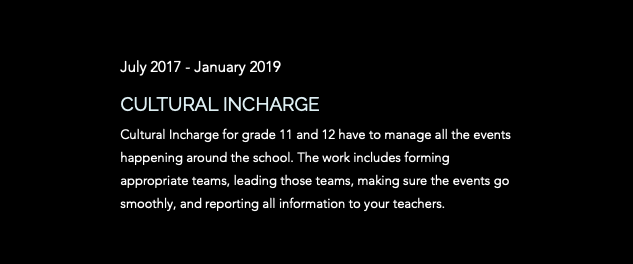 July 2017 - January 2019
CULTURAL INCHARGE
Cultural Incharge for grade 11 and 12 have to manage all the events
happening around the school. The work includes forming
appropriate teams, leading those teams, making sure the events go
smoothly, and reporting all information to your teachers.